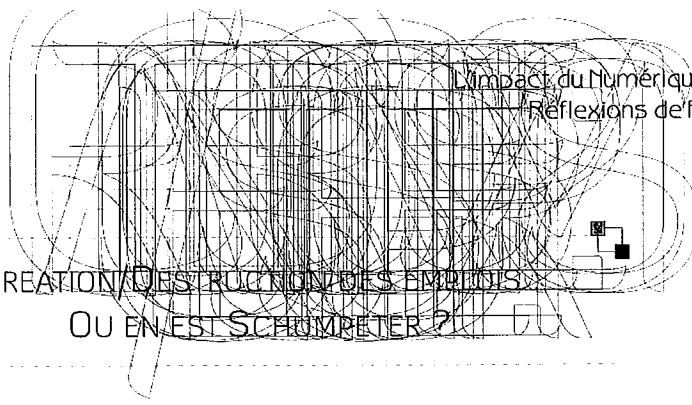 L'impact du Numériqu
Réflexions de
REATION/DESTRUCTION DES EMPLOIS
OU EN EST SCHUMPETER ?